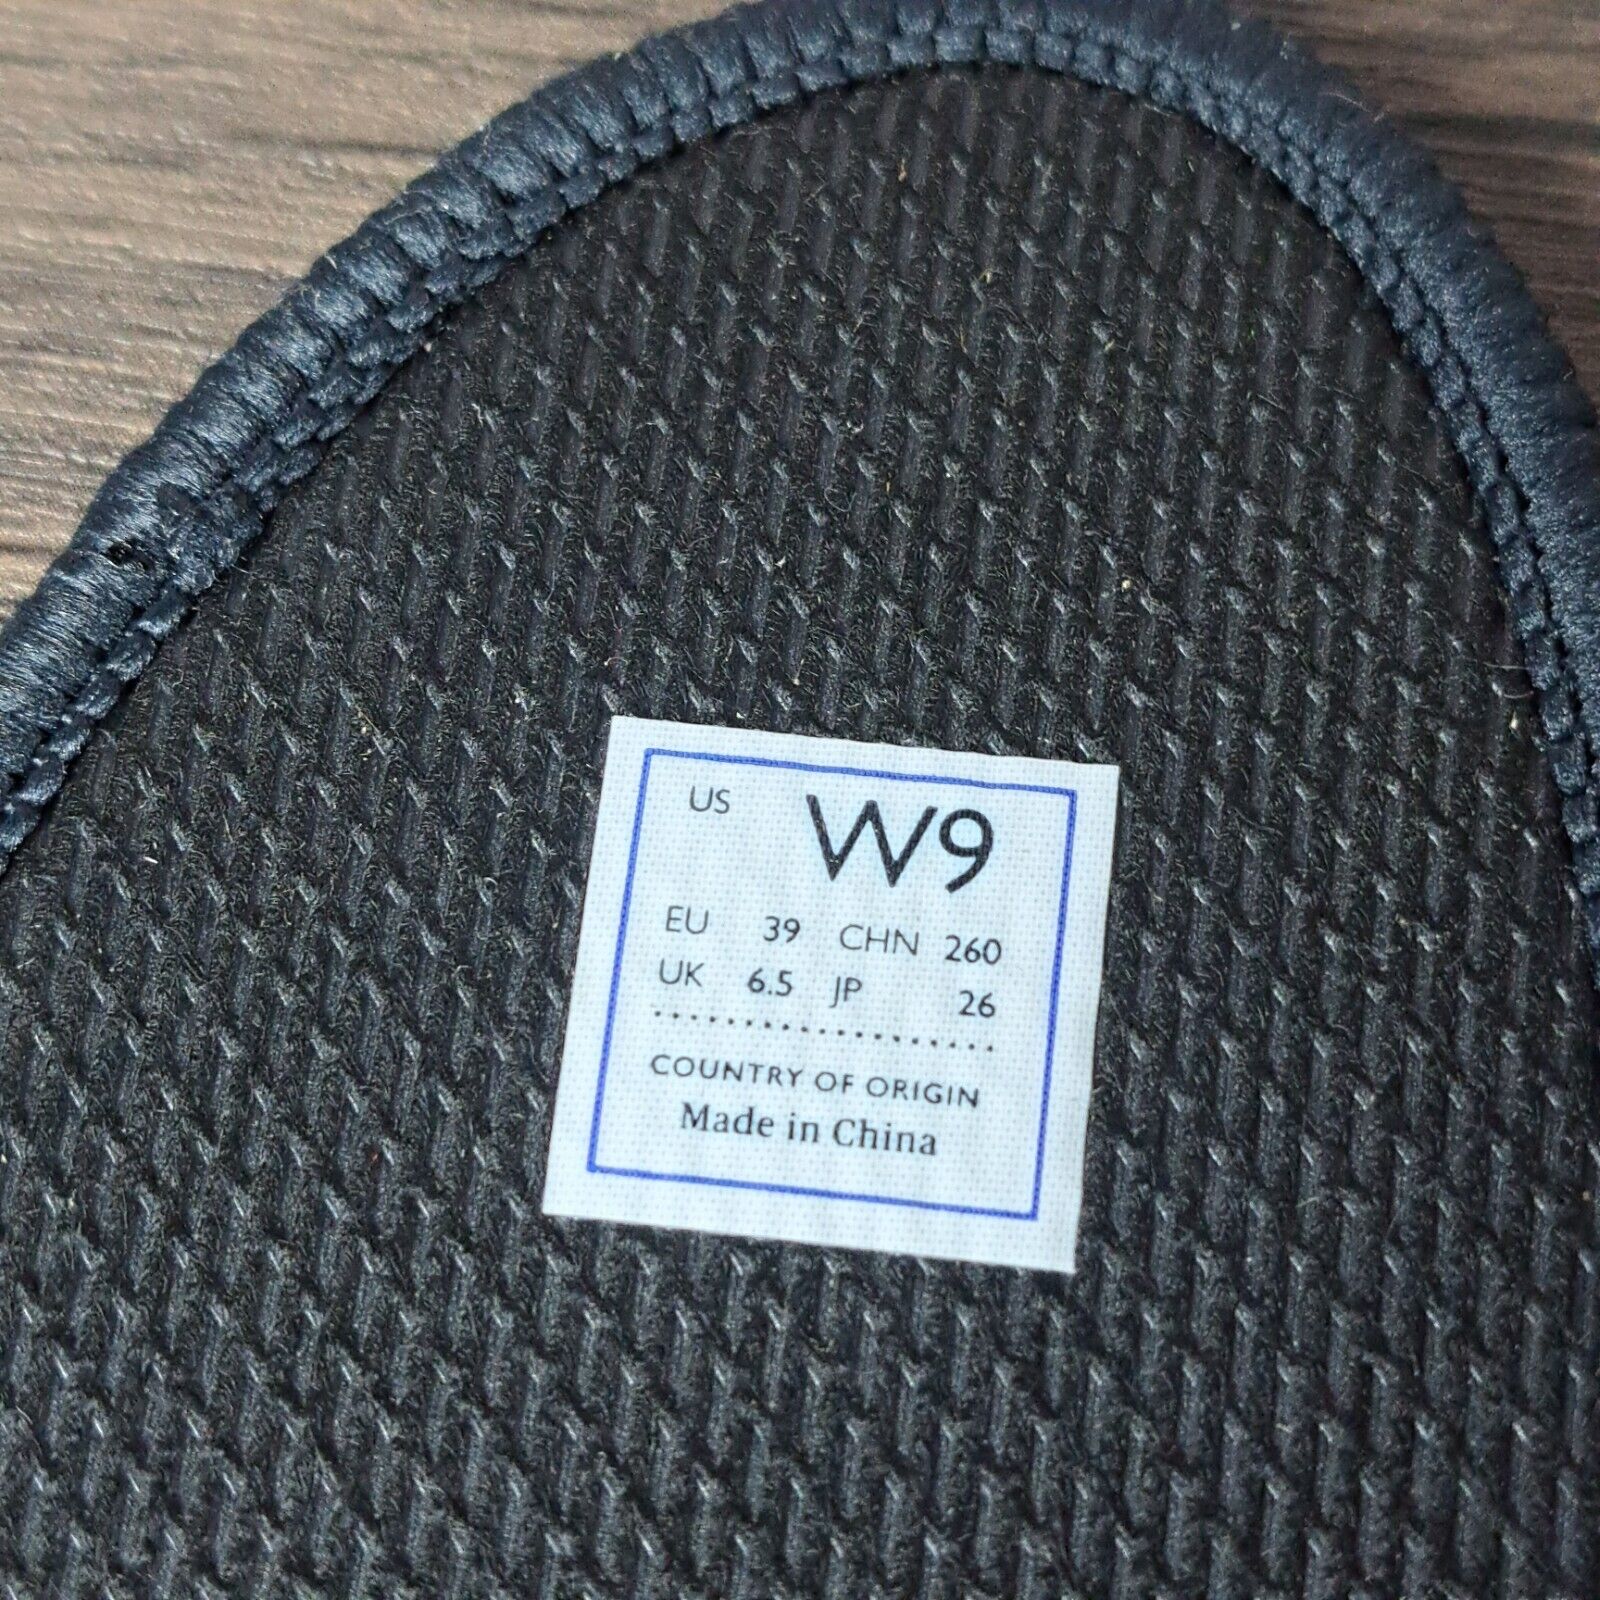 US W9
EU 39 CHN 260
UK 6.5 JP 26
COUNTRY OF ORIGIN
Made in China